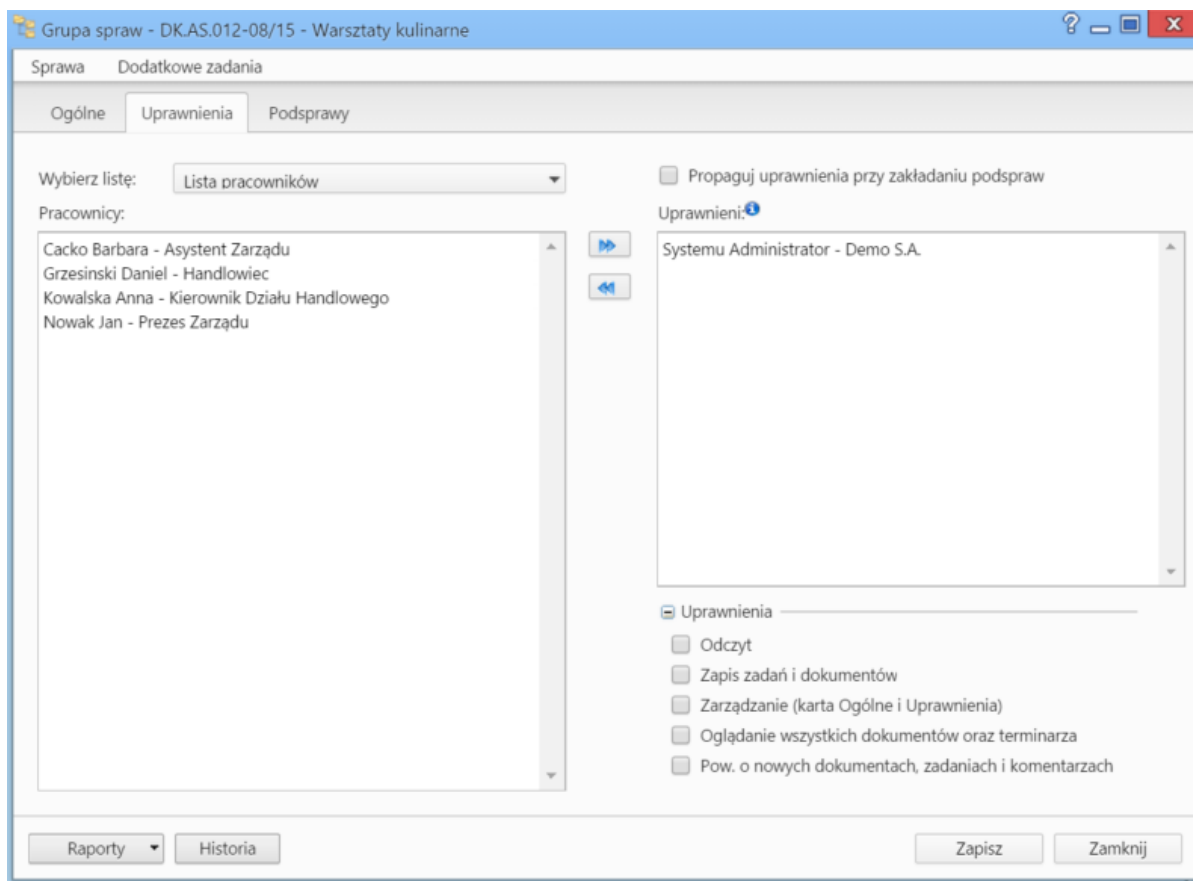 Grupa spraw - DK.AS.012-08/15 - Warsztaty kulinarne
Sprawa Dodatkowe zadania
Ogólne Uprawnienia Podsprawy
Wybierz listę: Lista pracowników
Propaguj uprawnienia przy zakładaniu podspraw
Pracownicy:
Uprawnieni:
Cacko Barbara - Asystent Zarządu
Grzesinski Daniel - Handlowiec
Kowalska Anna - Kierownik Działu Handlowego
Nowak Jan - Prezes Zarządu
Systemu Administrator - Demo S.A.
Uprawnienia
Odczyt
Zapis zadań i dokumentów
Zarządzanie (karta Ogólne i Uprawnienia)
Oglądanie wszystkich dokumentów oraz terminarza
Pow. o nowych dokumentach, zadaniach i komentarzach
Raporty Historia Zapisz Zamknij